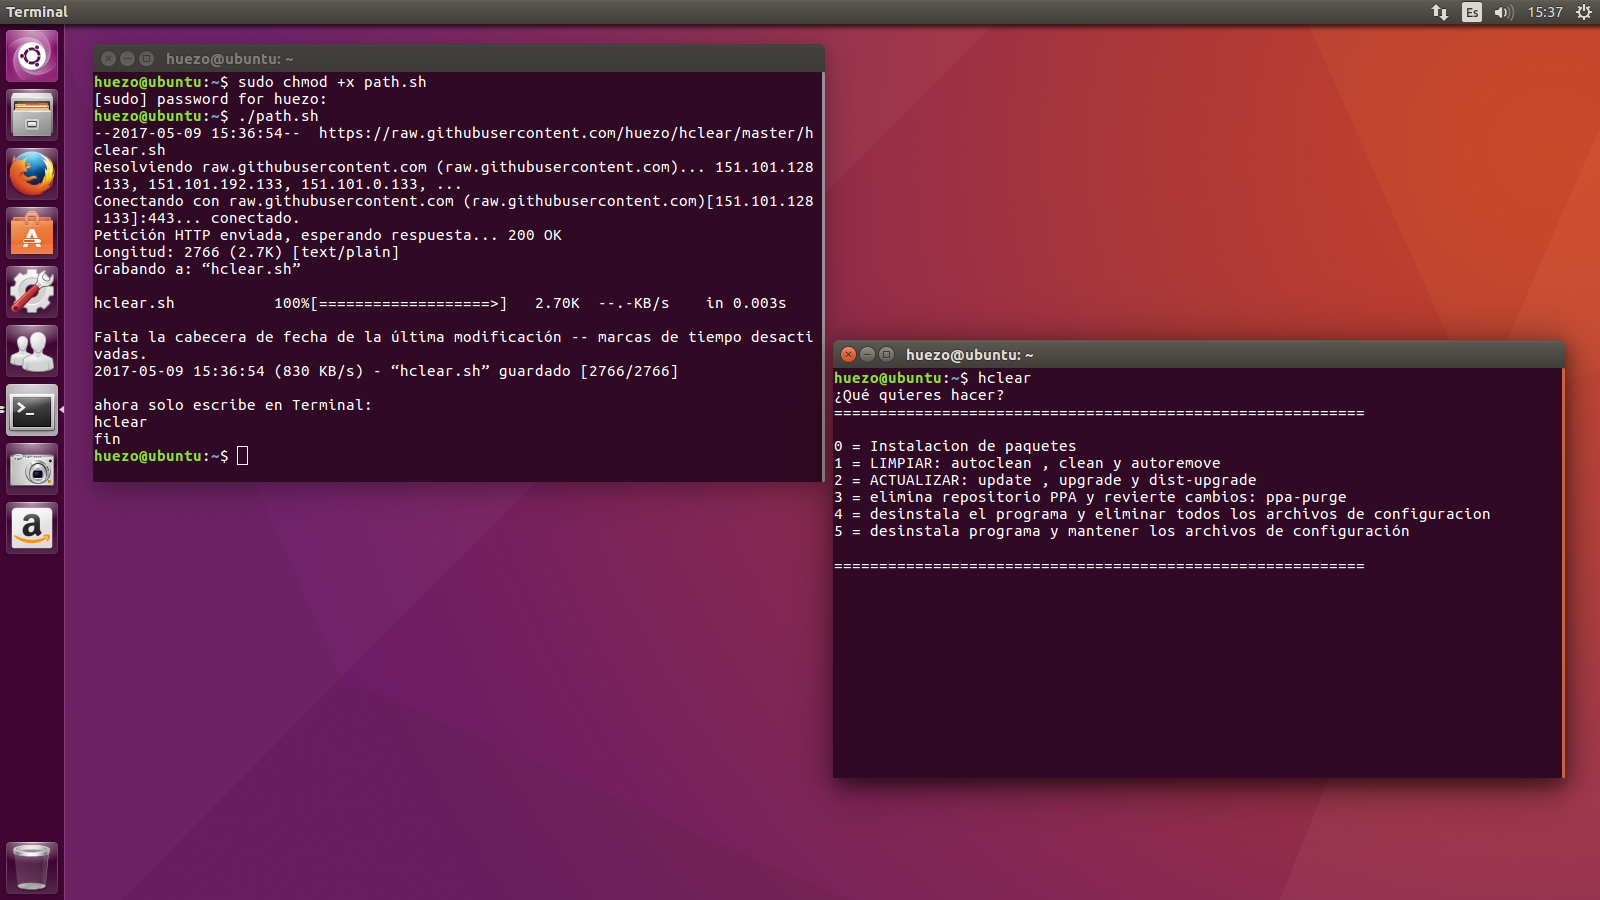 Terminal
Es
15:37
huezo@ubuntu: ~
huezo@ubuntu:~$ sudo chmod +x path.sh
[sudo] password for huezo:
huezo@ubuntu:~$ ./path.sh
--2017-05-09 15:36:54--  https://raw.githubusercontent.com/huezo/hclear/master/h
clear.sh
Resolviendo raw.githubusercontent.com (raw.githubusercontent.com)... 151.101.128
.133, 151.101.192.133, 151.101.0.133, ...
Conectando con raw.githubusercontent.com (raw.githubusercontent.com)[151.101.128
.133]:443... conectado.
Petición HTTP enviada, esperando respuesta... 200 OK
Longitud: 2766 (2.7K) [text/plain]
Grabando a: “hclear.sh”
hclear.sh           100%[===================>]   2.70K  --.-KB/s    in 0.003s
Falta la cabecera de fecha de la última modificación -- marcas de tiempo desacti
vadas.
2017-05-09 15:36:54 (830 KB/s) - “hclear.sh” guardado [2766/2766]
ahora solo escribe en Terminal:
hclear
fin
huezo@ubuntu:~$
huezo@ubuntu: ~
huezo@ubuntu:~$ hclear
¿Qué quieres hacer?
===========================================================
0 = Instalacion de paquetes
1 = LIMPIAR: autoclean , clean y autoremove
2 = ACTUALIZAR: update , upgrade y dist-upgrade
3 = elimina repositorio PPA y revierte cambios: ppa-purge
4 = desinstala el programa y eliminar todos los archivos de configuracion
5 = desinstala programa y mantener los archivos de configuración
===========================================================